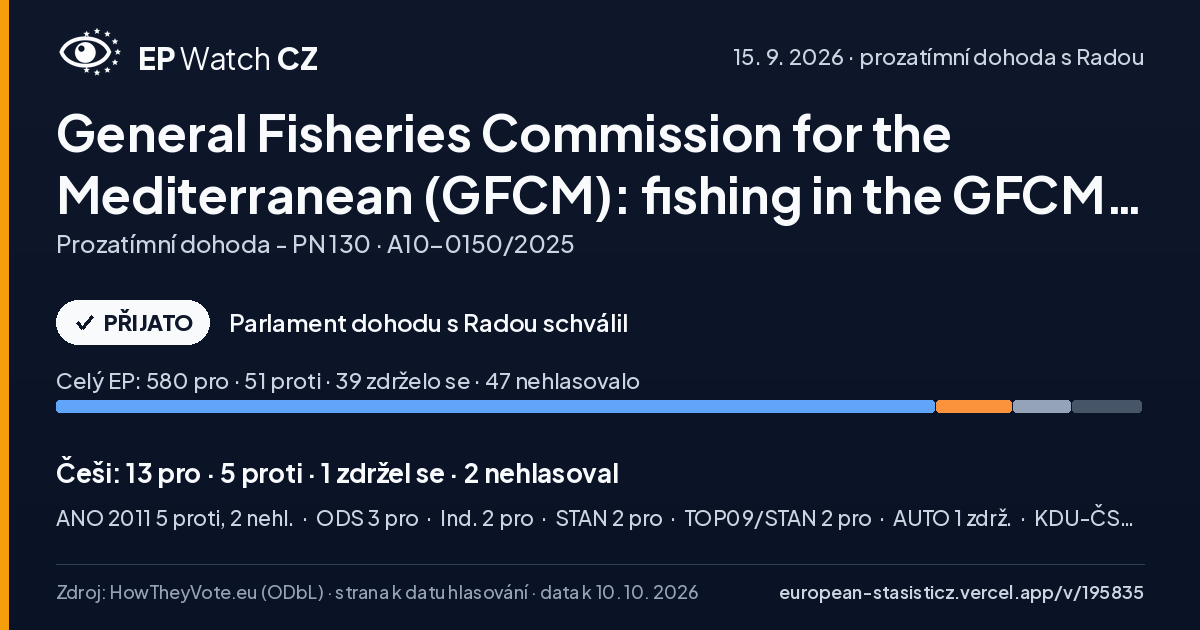 EP Watch CZ
15. 9. 2026 · prozatímní dohoda s Radou
General Fisheries Commission for the
Mediterranean (GFCM): fishing in the GFCM…
Prozatímní dohoda – PN 130 · A10–0150/2025
✓ PŘIJATO
Parlament dohodu s Radou schválil
Celý EP: 580 pro · 51 proti · 39 zdrželo se · 47 nehlasovalo
Češi: 13 pro · 5 proti · 1 zdržel se · 2 nehlasoval
ANO 2011 5 proti, 2 nehl. · ODS 3 pro · Ind. 2 pro · STAN 2 pro · TOP09/STAN 2 pro · AUTO 1 zdrž. · KDU-ČS…
Zdroj: HowTheyVote.eu (ODbL) · strana k datu hlasování · data k 10. 10. 2026
european-stasisticz.vercel.app/v/195835